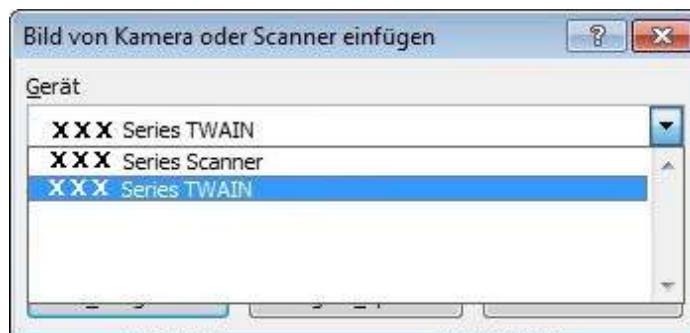 Bild von Kamera oder Scanner einfügen
?
Gerät
XXX Series TWAIN
XXX Series Scanner
XXX Series TWAIN